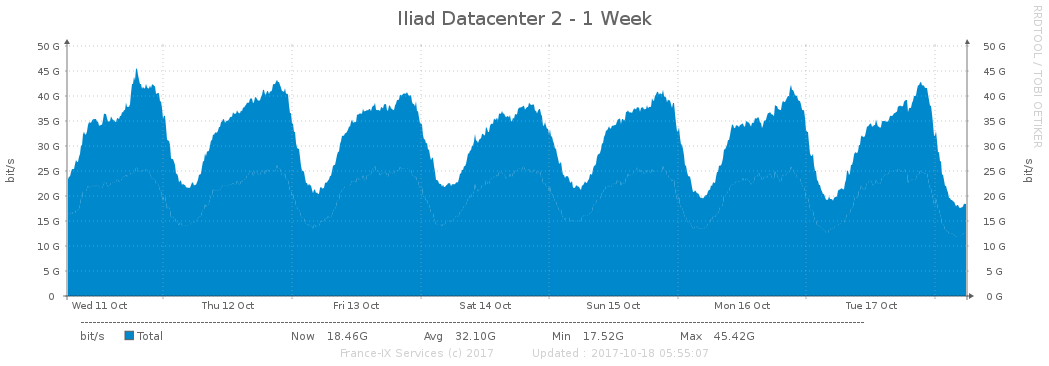 Iliad Datacenter 2 - 1 Week
RRDTOOL / TOBI OETIKER
50 G 50 G
45 G 45 G
40 G 40 G
35 G 35 G
30 G 30 G
25 G 25 G
20 G 20 G
15 G 15 G
10 G 10 G
5 G 5 G
0 0 G
bit/s
bit/s
Wed 11 Oct Thu 12 Oct Fri 13 Oct Sat 14 Oct Sun 15 Oct Mon 16 Oct Tue 17 Oct
bit/s Total Now 18.46G Avg 32.10G Min 17.52G Max 45.42G
France-IX Services (c) 2017 Updated : 2017-10-18 05:55:07